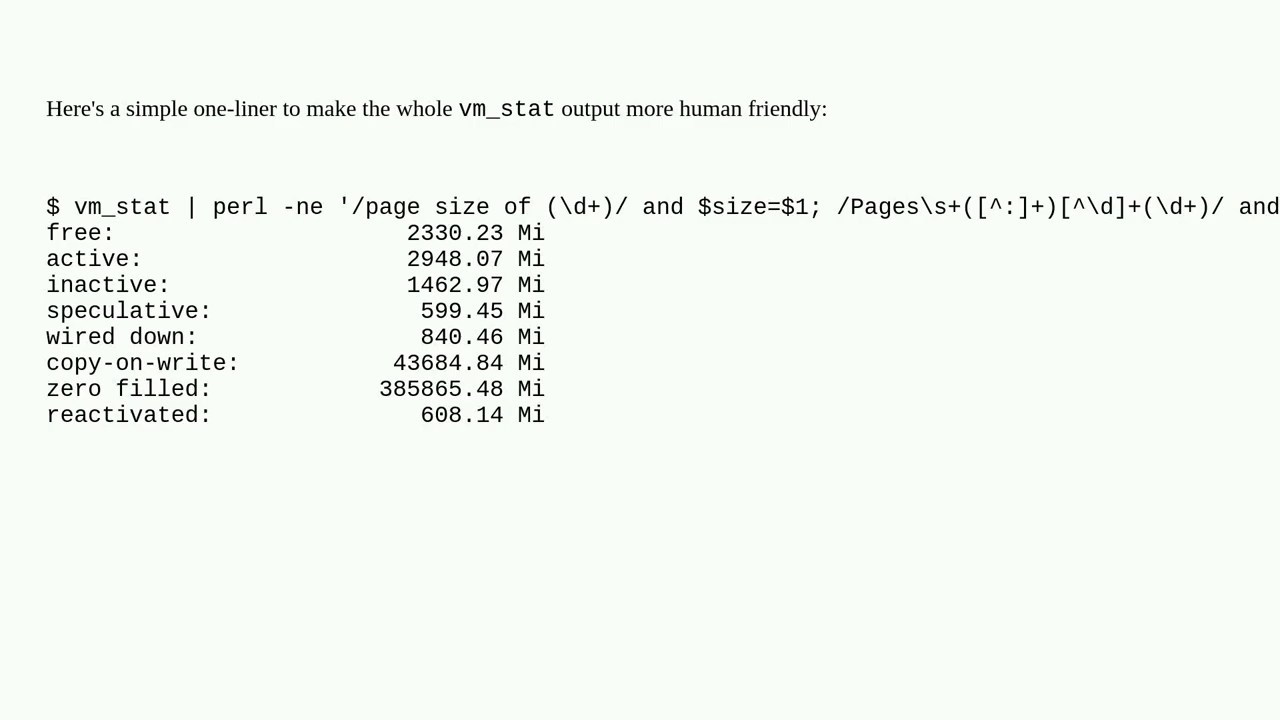 Here's a simple one-liner to make the whole vm_stat output more human friendly:
$ vm_stat | perl -ne '/page size of (\d+)/ and $size=$1; /Pages\s+([^:]+)[^\d]+(\d+)/ and
free:                     2330.23 Mi
active:                   2948.07 Mi
inactive:                 1462.97 Mi
speculative:               599.45 Mi
wired down:                840.46 Mi
copy-on-write:           43684.84 Mi
zero filled:            385865.48 Mi
reactivated:               608.14 Mi